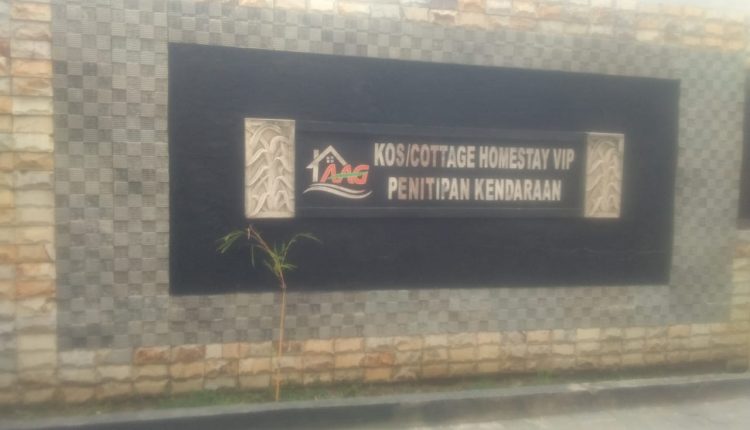 AAG
KOS/COTTAGE HOMESTAY VIP
PENITIPAN KENDARAAN